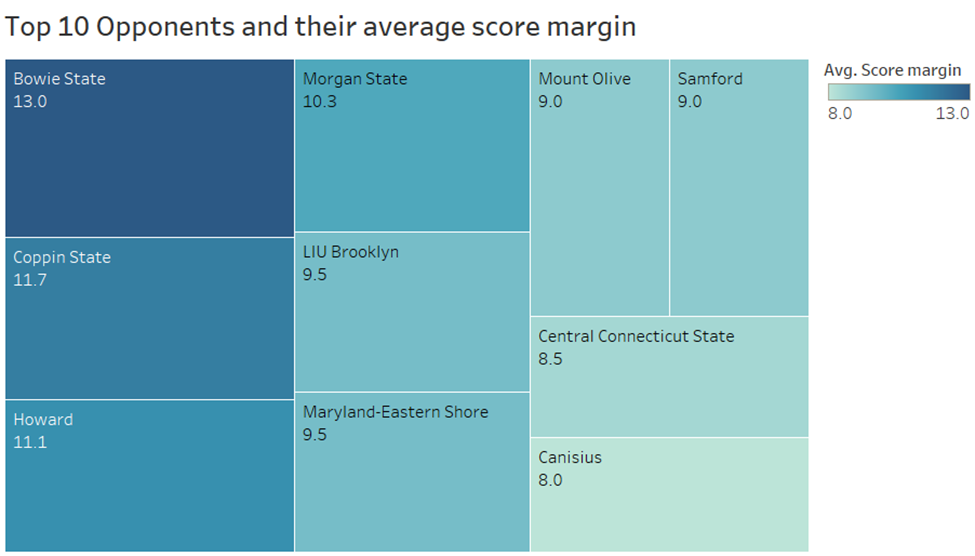 Top 10 Opponents and their average score margin
Bowie State
13.0
Coppin State
11.7
Howard
11.1
Morgan State
10.3
LIU Brooklyn
9.5
Maryland-Eastern Shore
9.5
Mount Olive
9.0
Samford
9.0
Central Connecticut State
8.5
Canisius
8.0
Avg. Score margin
8.0 13.0